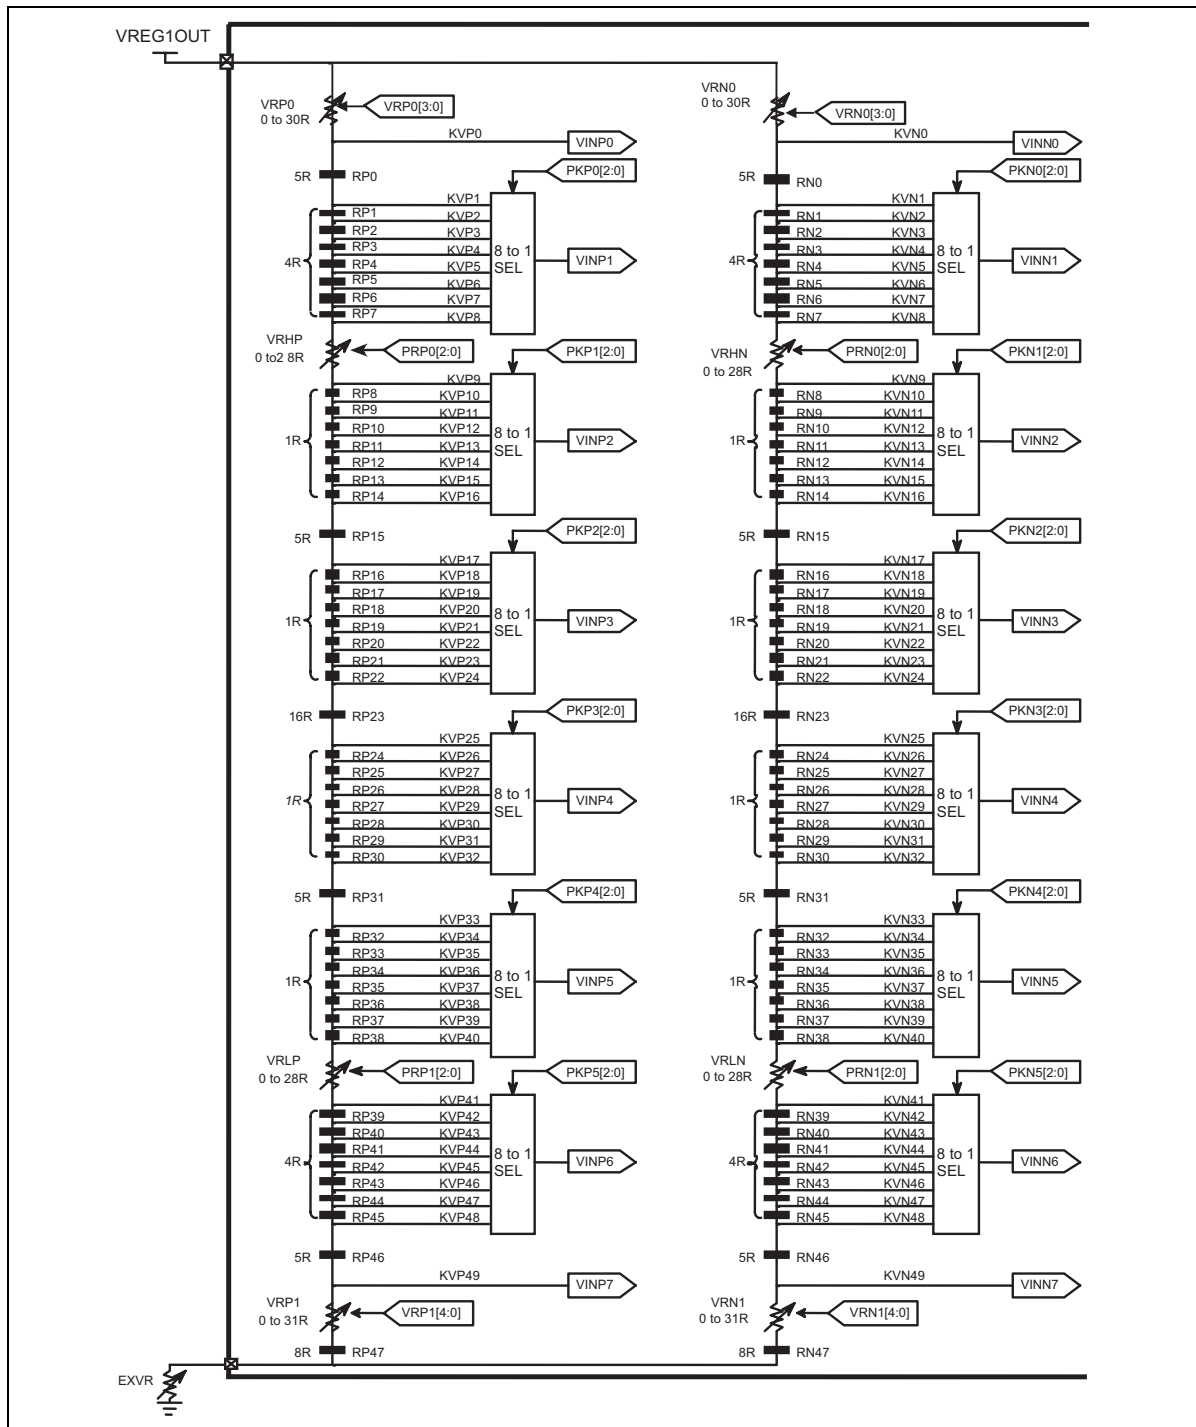 VREG1OUT
VRP0
0 to 30R
VRP0[3:0]
KVP0
VINP0
PKP0[2:0]
5R
RP0
KVP1
RP1
KVP2
RP2
KVP3
RP3
KVP4
RP4
KVP5
RP5
KVP6
RP6
KVP7
RP7
KVP8
4R
8 to 1
SEL
VINP1
VRHP
0 to2 8R
PRP0[2:0]
PKP1[2:0]
KVP9
RP8
KVP10
RP9
KVP11
RP10
KVP12
RP11
KVP13
RP12
KVP14
RP13
KVP15
RP14
KVP16
1R
8 to 1
SEL
VINP2
5R
RP15
PKP2[2:0]
KVP17
RP16
KVP18
RP17
KVP19
RP18
KVP20
RP19
KVP21
RP20
KVP22
RP21
KVP23
RP22
KVP24
1R
8 to 1
SEL
VINP3
16R
RP23
PKP3[2:0]
KVP25
RP24
KVP26
RP25
KVP27
RP26
KVP28
RP27
KVP29
RP28
KVP30
RP29
KVP31
RP30
KVP32
1R
8 to 1
SEL
VINP4
5R
RP31
PKP4[2:0]
KVP33
RP32
KVP34
RP33
KVP35
RP34
KVP36
RP35
KVP37
RP36
KVP38
RP37
KVP39
RP38
KVP40
1R
8 to 1
SEL
VINP5
VRLP
0 to 28R
PRP1[2:0]
PKP5[2:0]
KVP41
RP39
KVP42
RP40
KVP43
RP41
KVP44
RP42
KVP45
RP43
KVP46
RP44
KVP47
RP45
KVP48
4R
8 to 1
SEL
VINP6
5R
RP46
KVP49
VINP7
VRP1
0 to 31R
VRP1[4:0]
8R
RP47
EXVR
VRN0
0 to 30R
VRN0[3:0]
KVN0
VINN0
PKN0[2:0]
5R
RN0
KVN1
RN1
KVN2
RN2
KVN3
RN3
KVN4
RN4
KVN5
RN5
KVN6
RN6
KVN7
RN7
KVN8
4R
8 to 1
SEL
VINN1
VRHN
0 to 28R
PRN0[2:0]
PKN1[2:0]
KVN9
RN8
KVN10
RN9
KVN11
RN10
KVN12
RN11
KVN13
RN12
KVN14
RN13
KVN15
RN14
KVN16
1R
8 to 1
SEL
VINN2
5R
RN15
PKN2[2:0]
KVN17
RN16
KVN18
RN17
KVN19
RN18
KVN20
RN19
KVN21
RN20
KVN22
RN21
KVN23
RN22
KVN24
1R
8 to 1
SEL
VINN3
16R
RN23
PKN3[2:0]
KVN25
RN24
KVN26
RN25
KVN27
RN26
KVN28
RN27
KVN29
RN28
KVN30
RN29
KVN31
RN30
KVN32
1R
8 to 1
SEL
VINN4
5R
RN31
PKN4[2:0]
KVN33
RN32
KVN34
RN33
KVN35
RN34
KVN36
RN35
KVN37
RN36
KVN38
RN37
KVN39
RN38
KVN40
1R
8 to 1
SEL
VINN5
VRLN
0 to 28R
PRN1[2:0]
PKN5[2:0]
KVN41
RN39
KVN42
RN40
KVN43
RN41
KVN44
RN42
KVN45
RN43
KVN46
RN44
KVN47
RN45
KVN48
4R
8 to 1
SEL
VINN6
5R
RN46
KVN49
VINN7
VRN1
0 to 31R
VRN1[4:0]
8R
RN47